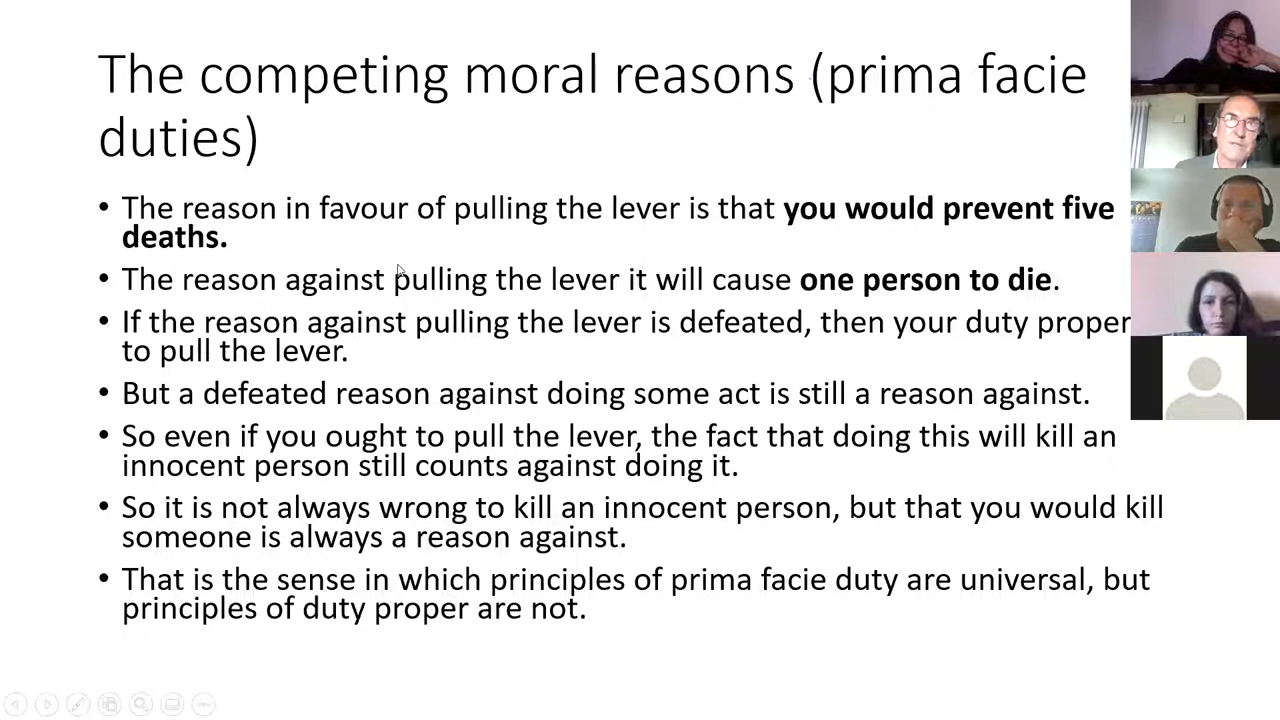 The competing moral reasons (prima facie
duties)
• The reason in favour of pulling the lever is that you would prevent five
deaths.
• The reason against pulling the lever it will cause one person to die.
• If the reason against pulling the lever is defeated, then your duty proper
to pull the lever.
• But a defeated reason against doing some act is still a reason against.
• So even if you ought to pull the lever, the fact that doing this will kill an
innocent person still counts against doing it.
• So it is not always wrong to kill an innocent person, but that you would kill
someone is always a reason against.
• That is the sense in which principles of prima facie duty are universal, but
principles of duty proper are not.